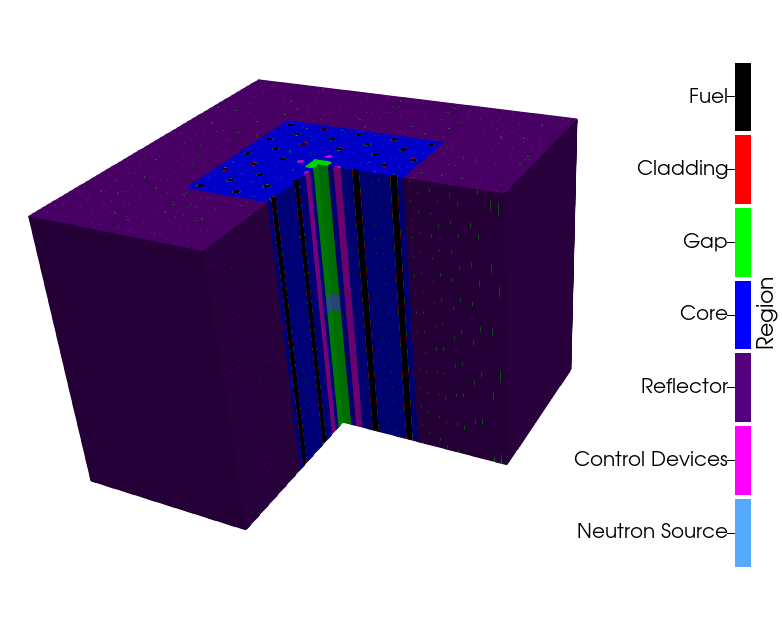 Fuel
Cladding
Gap
Core
Reflector
Control Devices
Neutron Source
Region